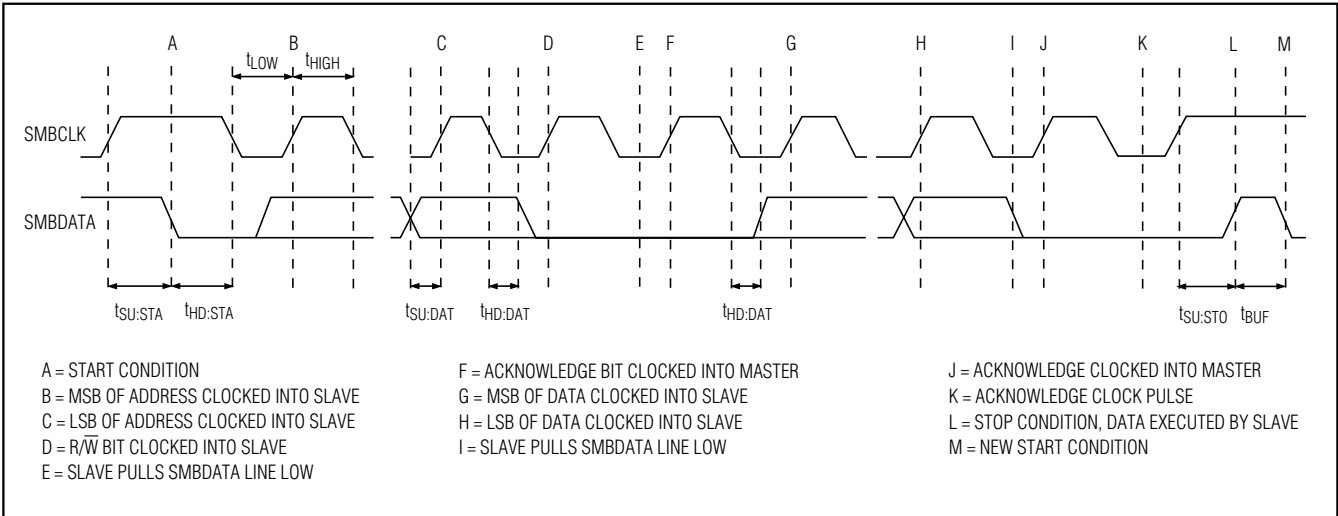 A B C D E F G H I J K L M
tLOW tHIGH
SMBCLK
SMBDATA
tSU:STA tHD:STA tSU:DAT tHD:DAT tHD:DAT tSU:STO tBUF
A = START CONDITION
B = MSB OF ADDRESS CLOCKED INTO SLAVE
C = LSB OF ADDRESS CLOCKED INTO SLAVE
D = R/W̅ BIT CLOCKED INTO SLAVE
E = SLAVE PULLS SMBDATA LINE LOW
F = ACKNOWLEDGE BIT CLOCKED INTO MASTER
G = MSB OF DATA CLOCKED INTO SLAVE
H = LSB OF DATA CLOCKED INTO SLAVE
I = SLAVE PULLS SMBDATA LINE LOW
J = ACKNOWLEDGE CLOCKED INTO MASTER
K = ACKNOWLEDGE CLOCK PULSE
L = STOP CONDITION, DATA EXECUTED BY SLAVE
M = NEW START CONDITION